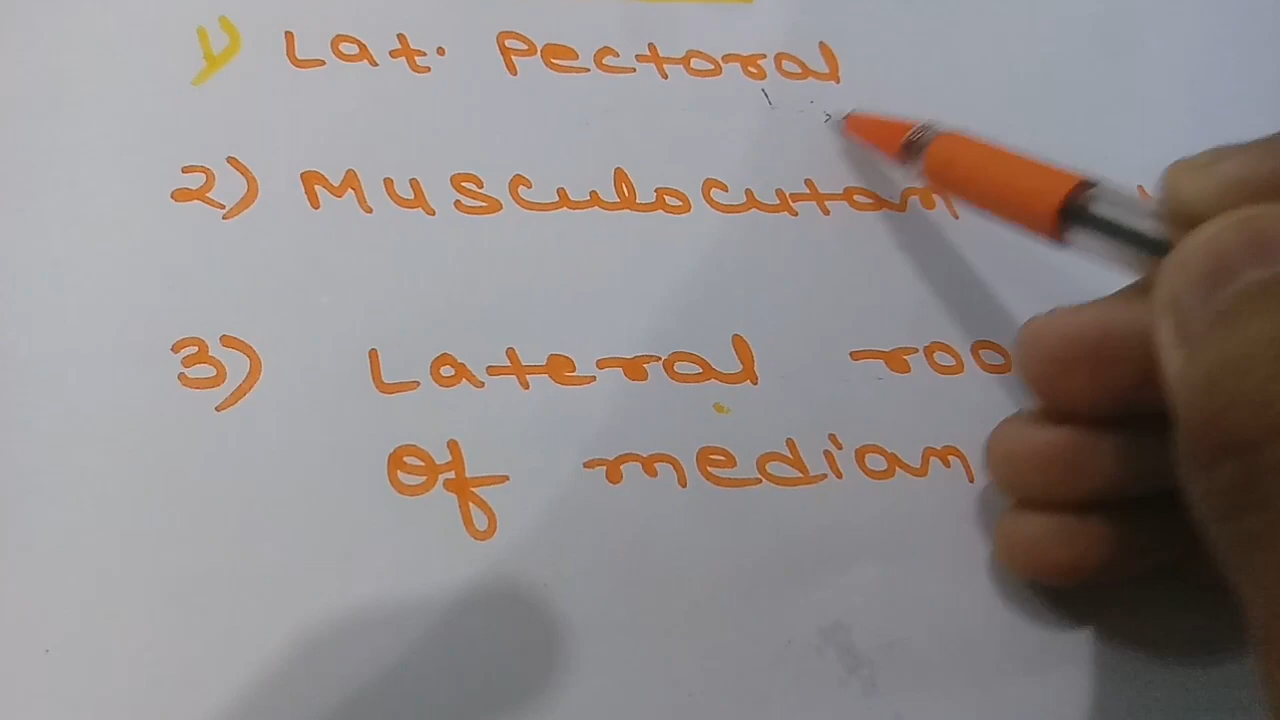 1) Lat. Pectoral
2) Musculocutan
3) Lateral roo
of median